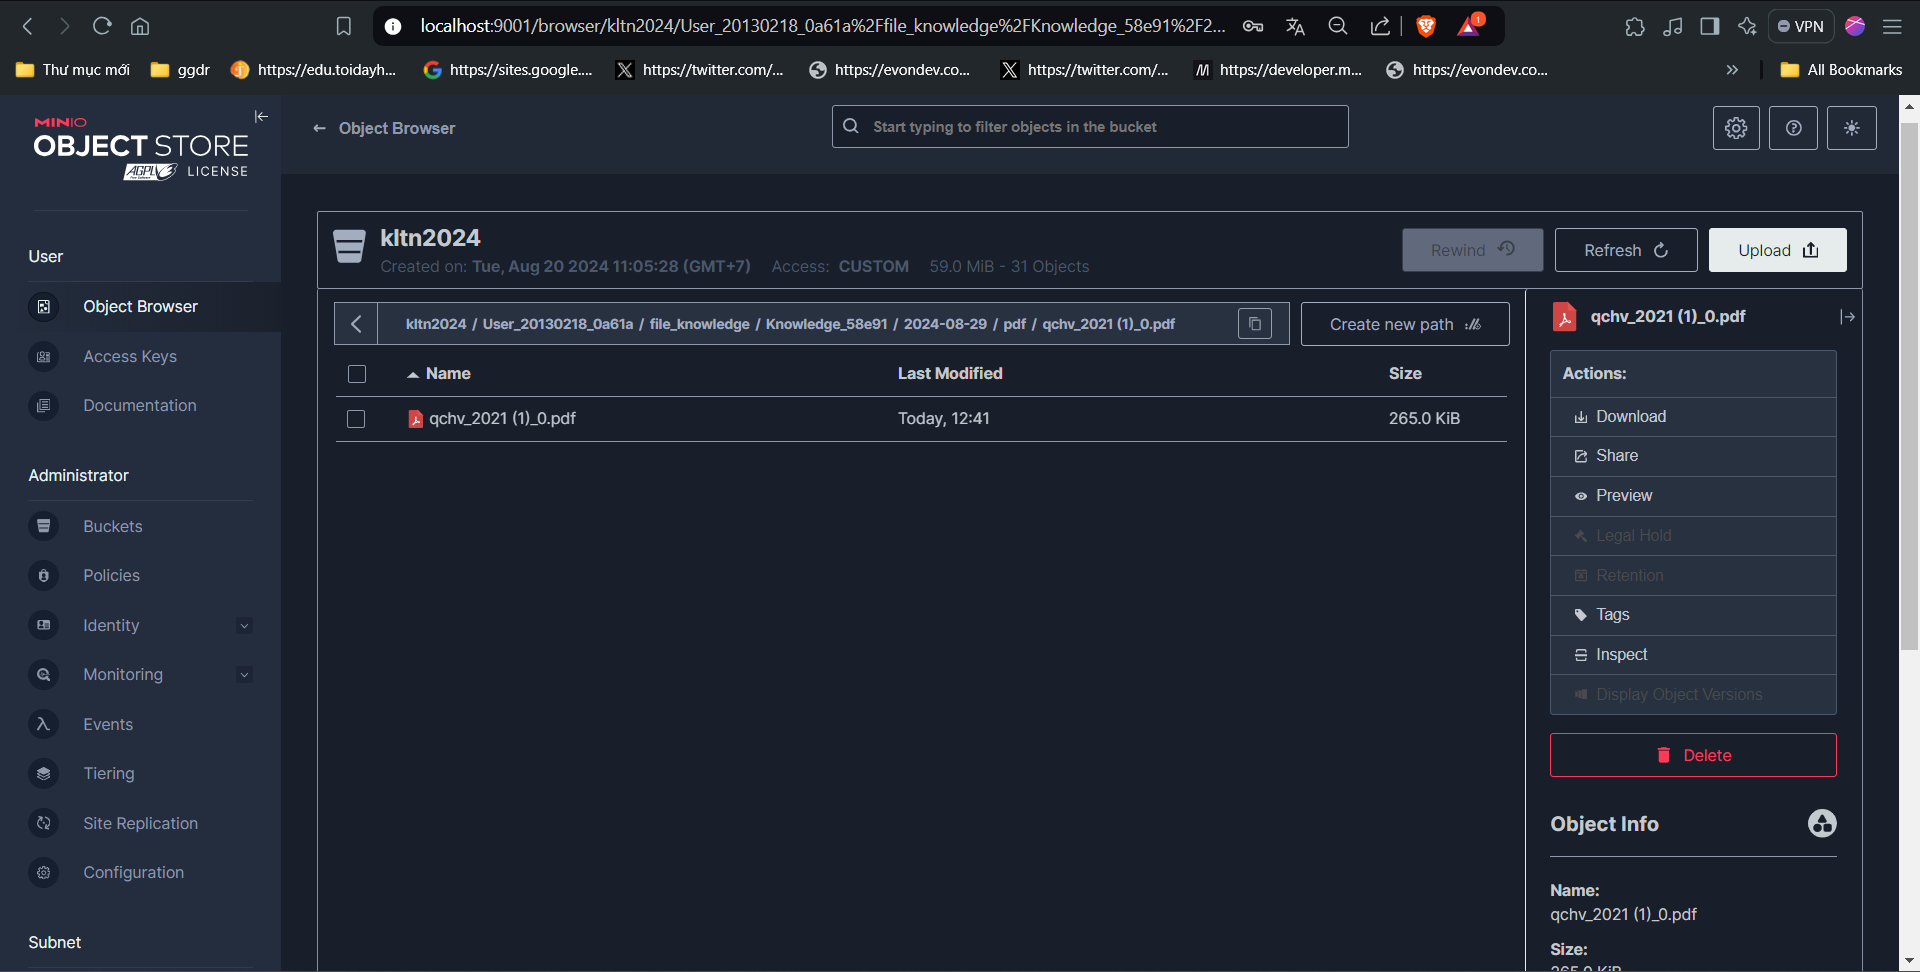 localhost:9001/browser/kltn2024/User_20130218_0a61a%2Ffile_knowledge%2FKnowledge_58e91%2F2...
1
VPN
Thư mục mới
ggdr
https://edu.toidayh...
https://sites.google....
https://twitter.com/...
https://evondev.co...
https://twitter.com/...
https://developer.m...
https://evondev.co...
»
All Bookmarks
MINIO
OBJECT STORE
AGPLv3 LICENSE
User
Object Browser
Access Keys
Documentation
Administrator
Buckets
Policies
Identity
Monitoring
Events
Tiering
Site Replication
Configuration
Subnet
Object Browser
Start typing to filter objects in the bucket
kltn2024
Created on: Tue, Aug 20 2024 11:05:28 (GMT+7) Access: CUSTOM 59.0 MiB - 31 Objects
Rewind
Refresh
Upload
kltn2024 / User_20130218_0a61a / file_knowledge / Knowledge_58e91 / 2024-08-29 / pdf / qchv_2021 (1)_0.pdf
Create new path
Name Last Modified Size
qchv_2021 (1)_0.pdf Today, 12:41 265.0 KiB
qchv_2021 (1)_0.pdf
Actions:
Download
Share
Preview
Legal Hold
Retention
Tags
Inspect
Display Object Versions
Delete
Object Info
Name:
qchv_2021 (1)_0.pdf
Size:
265.0 KiB